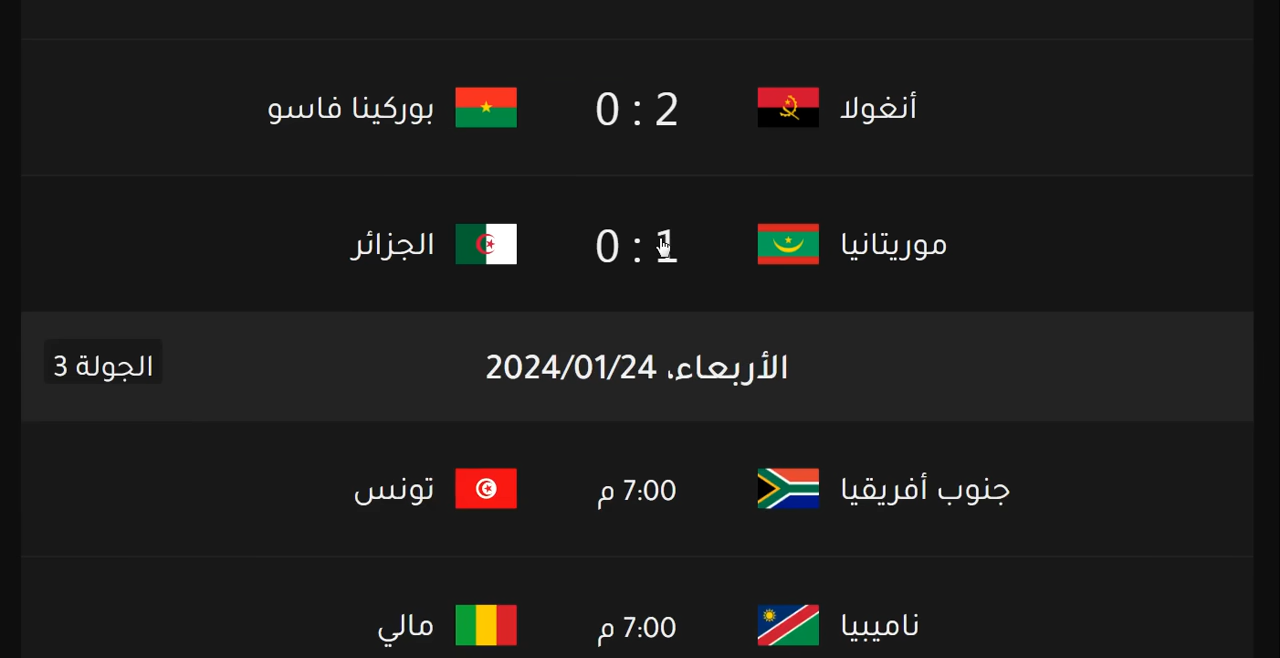 أنغولا 2 : 0 بوركينا فاسو
موريتانيا 1 : 0 الجزائر
الأربعاء، 2024/01/24 الجولة 3
جنوب أفريقيا 7:00 م تونس
ناميبيا 7:00 م مالي